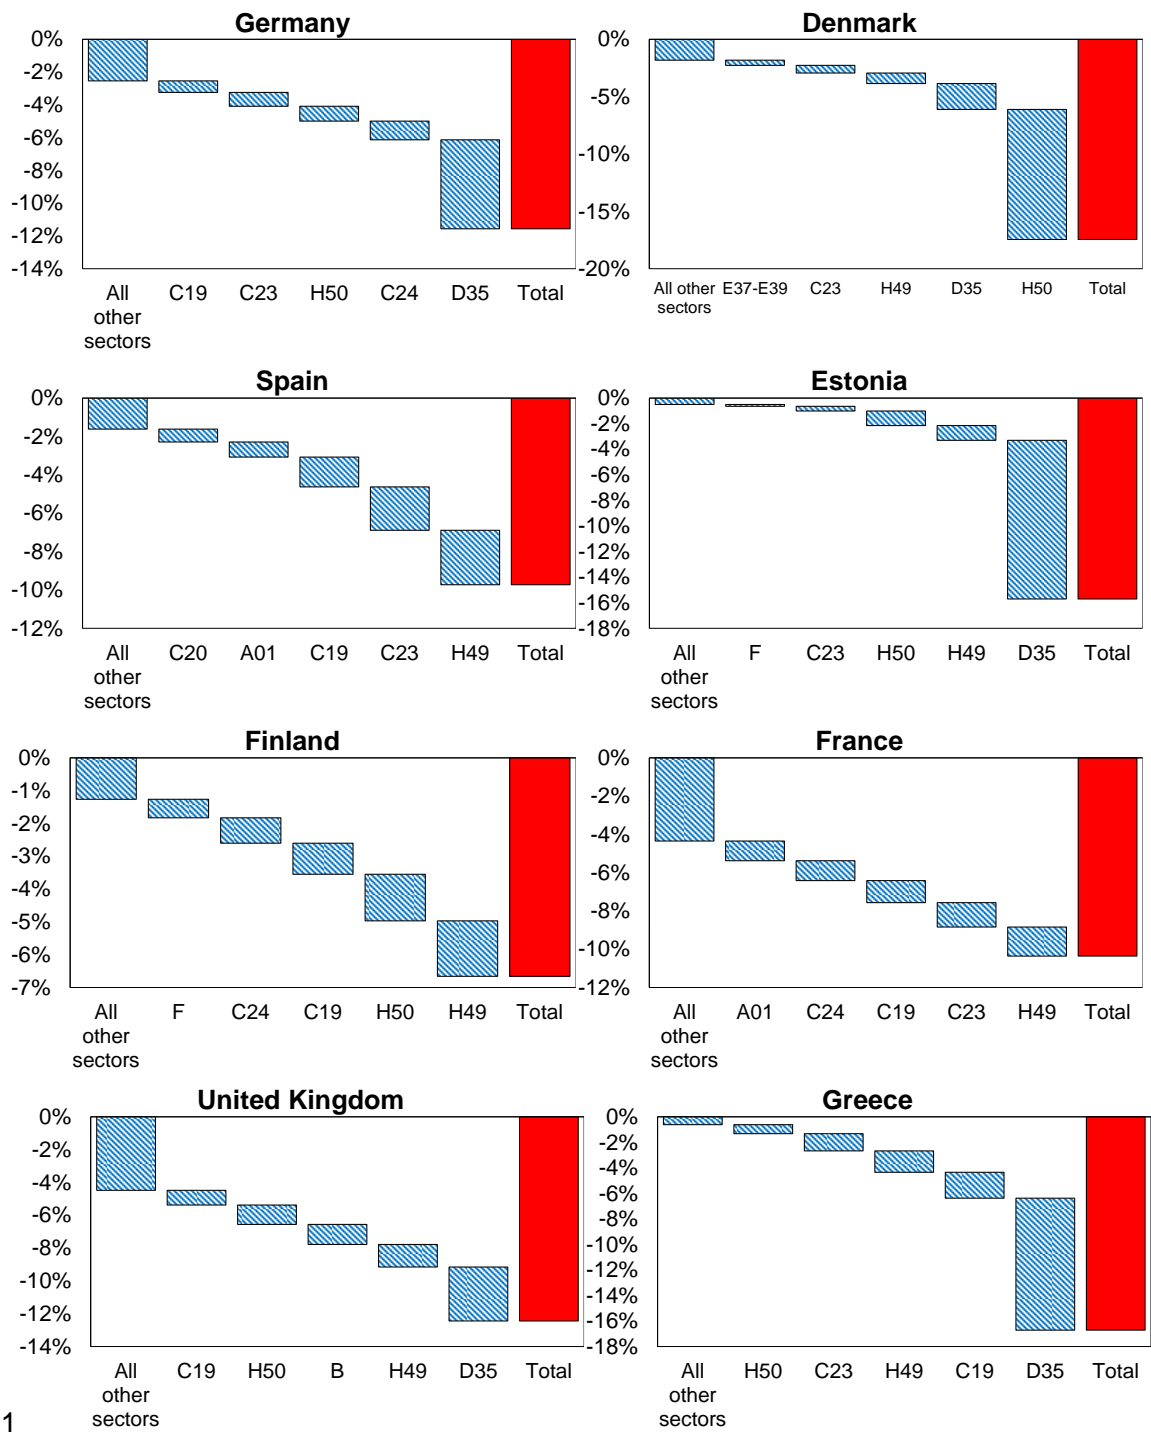 Germany
0%
-2%
-4%
-6%
-8%
-10%
-12%
-14%
All other sectors
C19
C23
H50
C24
D35
Total
Denmark
0%
-5%
-10%
-15%
-20%
All other sectors
E37-E39
C23
H49
D35
H50
Total
Spain
0%
-2%
-4%
-6%
-8%
-10%
-12%
All other sectors
C20
A01
C19
C23
H49
Total
Estonia
0%
-2%
-4%
-6%
-8%
-10%
-12%
-14%
-16%
-18%
All other sectors
F
C23
H50
H49
D35
Total
Finland
0%
-1%
-2%
-3%
-4%
-5%
-6%
-7%
All other sectors
F
C24
C19
H50
H49
Total
France
0%
-2%
-4%
-6%
-8%
-10%
-12%
All other sectors
A01
C24
C19
C23
H49
Total
United Kingdom
0%
-2%
-4%
-6%
-8%
-10%
-12%
-14%
All other sectors
C19
H50
B
H49
D35
Total
Greece
0%
-2%
-4%
-6%
-8%
-10%
-12%
-14%
-16%
-18%
All other sectors
H50
C23
H49
C19
D35
Total
1